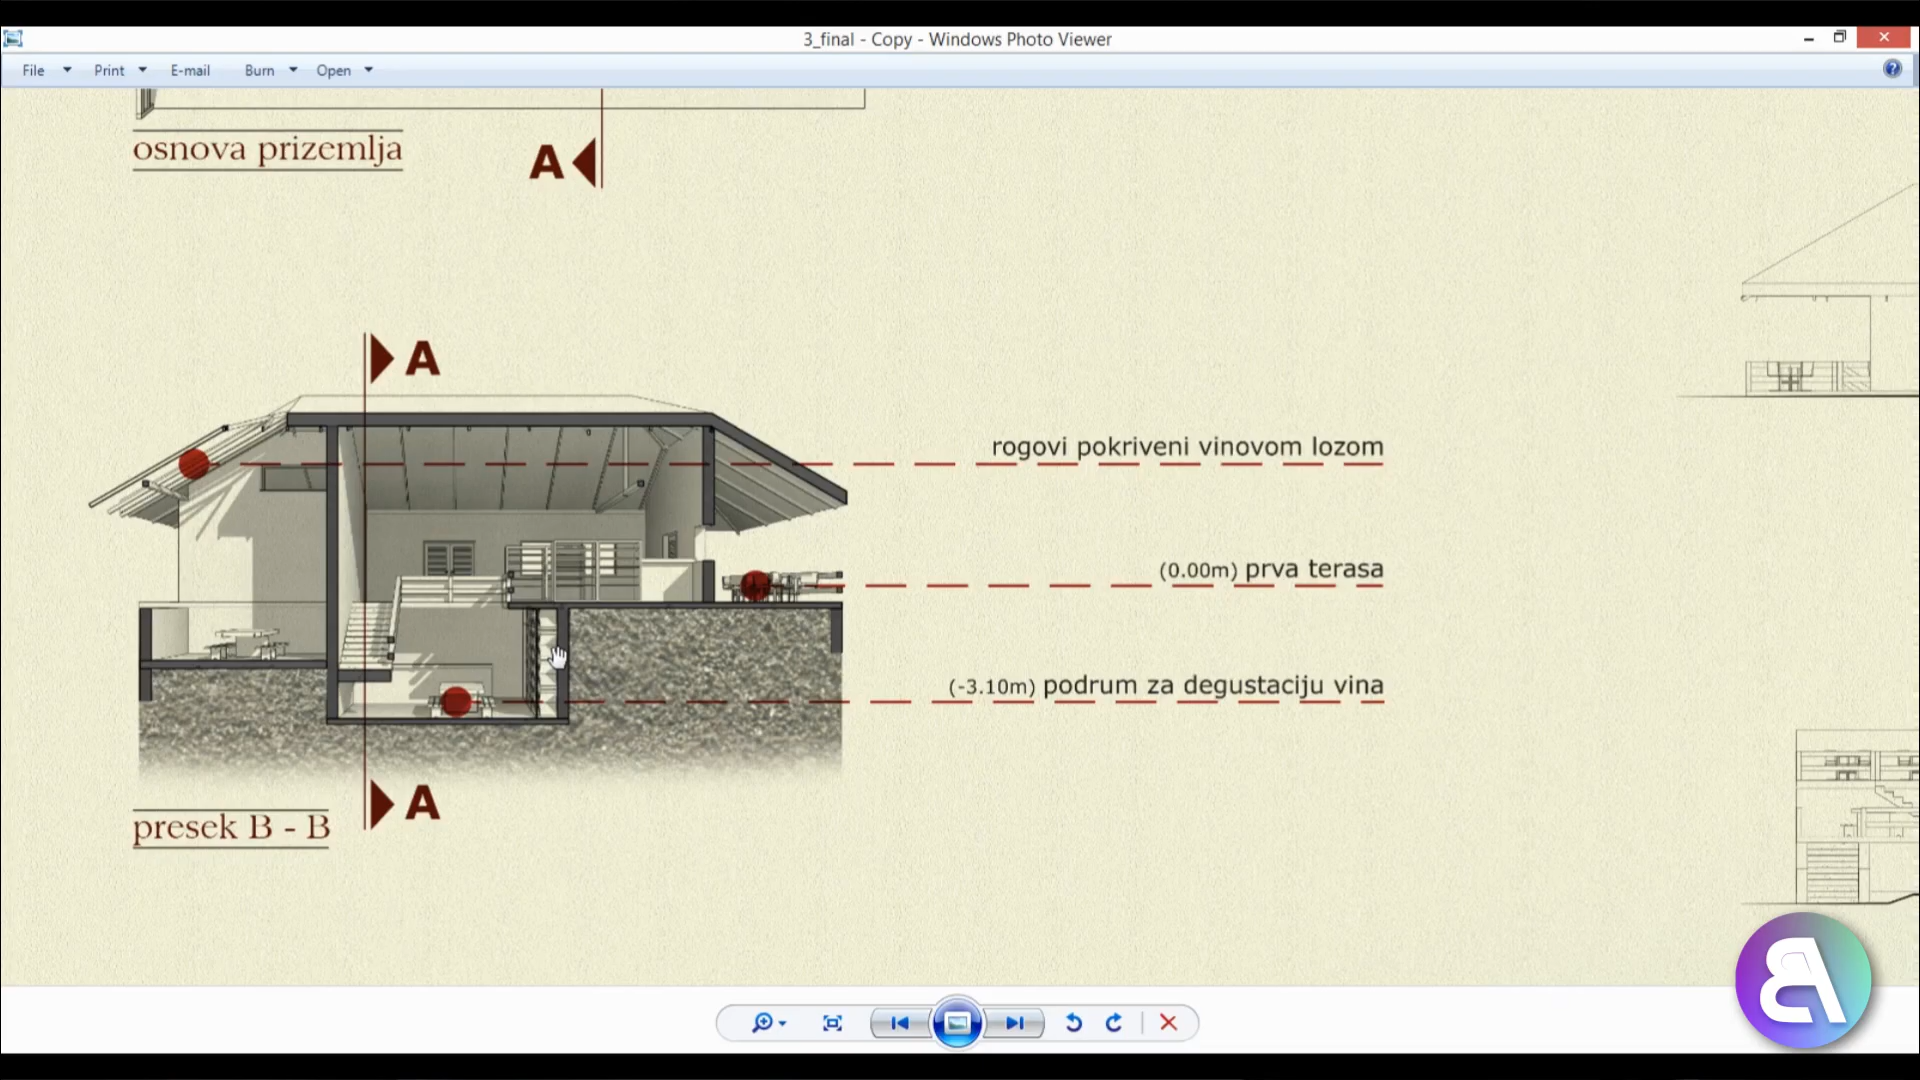 3_final - Copy - Windows Photo Viewer
File Print E-mail Burn Open
osnova prizemlja
A
A
rogovi pokriveni vinovom lozom
(0.00m) prva terasa
(-3.10m) podrum za degustaciju vina
A
presek B - B